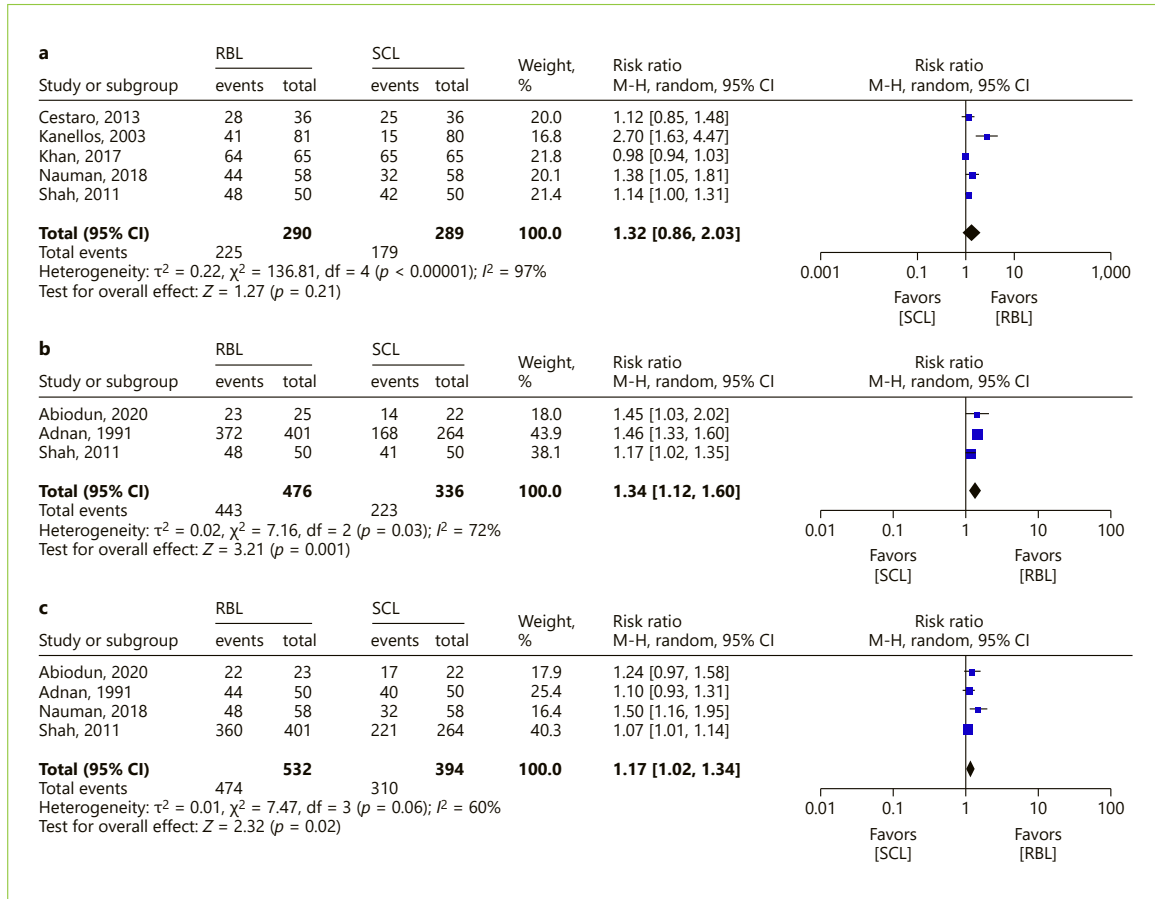 a
RBL SCL Weight, Risk ratio Risk ratio
Study or subgroup events total events total % M-H, random, 95% CI M-H, random, 95% CI
Cestaro, 2013 28 36 25 36 20.0 1.12 [0.85, 1.48]
Kanellos, 2003 41 81 15 80 16.8 2.70 [1.63, 4.47]
Khan, 2017 64 65 65 65 21.8 0.98 [0.94, 1.03]
Nauman, 2018 44 58 32 58 20.1 1.38 [1.05, 1.81]
Shah, 2011 48 50 42 50 21.4 1.14 [1.00, 1.31]
Total (95% CI) 290 289 100.0 1.32 [0.86, 2.03]
Total events 225 179
Heterogeneity: τ² = 0.22, χ² = 136.81, df = 4 (p < 0.00001); I² = 97%
Test for overall effect: Z = 1.27 (p = 0.21)
0.001 0.1 1 10 1,000
Favors Favors
[SCL] [RBL]
b
RBL SCL Weight, Risk ratio Risk ratio
Study or subgroup events total events total % M-H, random, 95% CI M-H, random, 95% CI
Abiodun, 2020 23 25 14 22 18.0 1.45 [1.03, 2.02]
Adnan, 1991 372 401 168 264 43.9 1.46 [1.33, 1.60]
Shah, 2011 48 50 41 50 38.1 1.17 [1.02, 1.35]
Total (95% CI) 476 336 100.0 1.34 [1.12, 1.60]
Total events 443 223
Heterogeneity: τ² = 0.02, χ² = 7.16, df = 2 (p = 0.03); I² = 72%
Test for overall effect: Z = 3.21 (p = 0.001)
0.01 0.1 1 10 100
Favors Favors
[SCL] [RBL]
c
RBL SCL Weight, Risk ratio Risk ratio
Study or subgroup events total events total % M-H, random, 95% CI M-H, random, 95% CI
Abiodun, 2020 22 23 17 22 17.9 1.24 [0.97, 1.58]
Adnan, 1991 44 50 40 50 25.4 1.10 [0.93, 1.31]
Nauman, 2018 48 58 32 58 16.4 1.50 [1.16, 1.95]
Shah, 2011 360 401 221 264 40.3 1.07 [1.01, 1.14]
Total (95% CI) 532 394 100.0 1.17 [1.02, 1.34]
Total events 474 310
Heterogeneity: τ² = 0.01, χ² = 7.47, df = 3 (p = 0.06); I² = 60%
Test for overall effect: Z = 2.32 (p = 0.02)
0.01 0.1 1 10 100
Favors Favors
[SCL] [RBL]